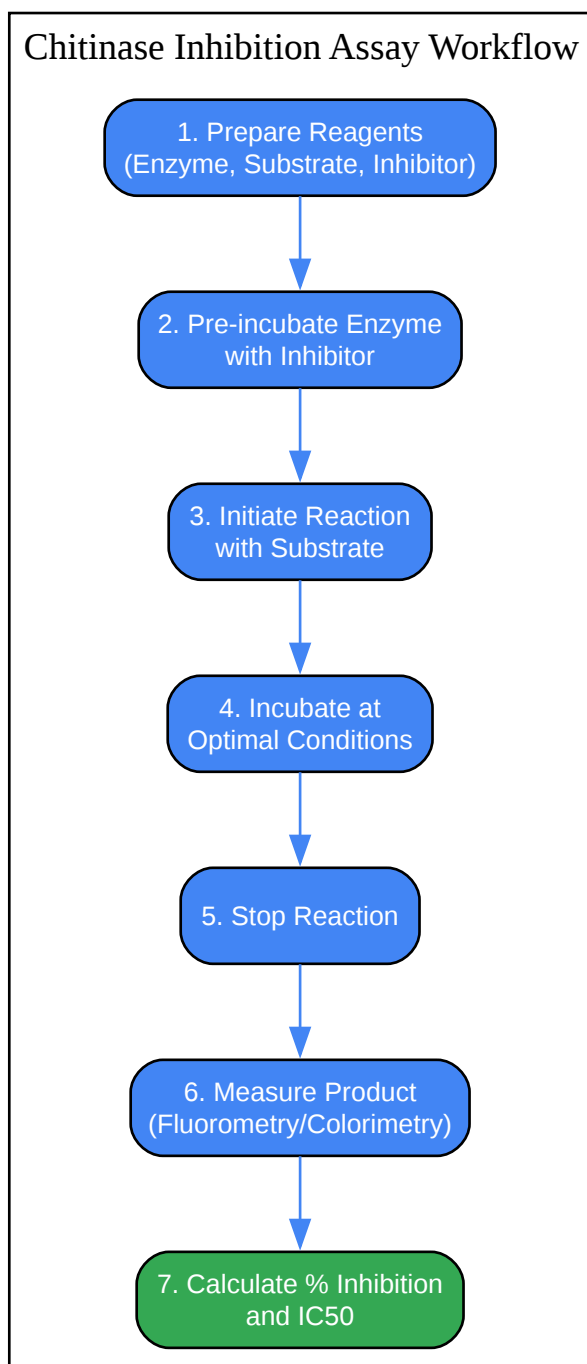 Chitinase Inhibition Assay Workflow
1. Prepare Reagents
(Enzyme, Substrate, Inhibitor)
2. Pre-incubate Enzyme
with Inhibitor
3. Initiate Reaction
with Substrate
4. Incubate at
Optimal Conditions
5. Stop Reaction
6. Measure Product
(Fluorometry/Colorimetry)
7. Calculate % Inhibition
and IC50